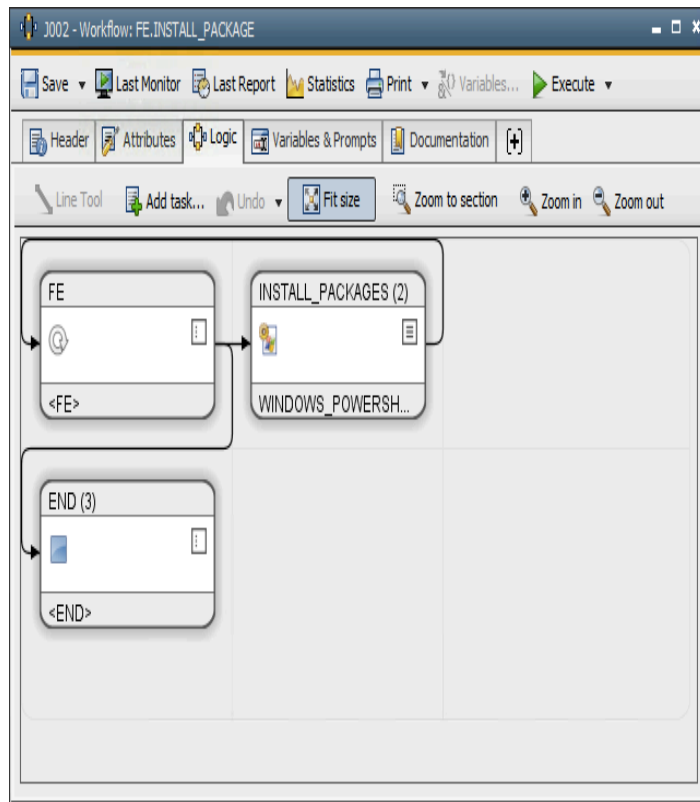 J002 - Workflow: FE.INSTALL_PACKAGE
Save Last Monitor Last Report Statistics Print Variables... Execute
Header Attributes Logic Variables & Prompts Documentation [+]
Line Tool Add task... Undo Fit size Zoom to section Zoom in Zoom out
FE INSTALL_PACKAGES (2)
<FE> WINDOWS_POWERSH...
END (3)
<END>